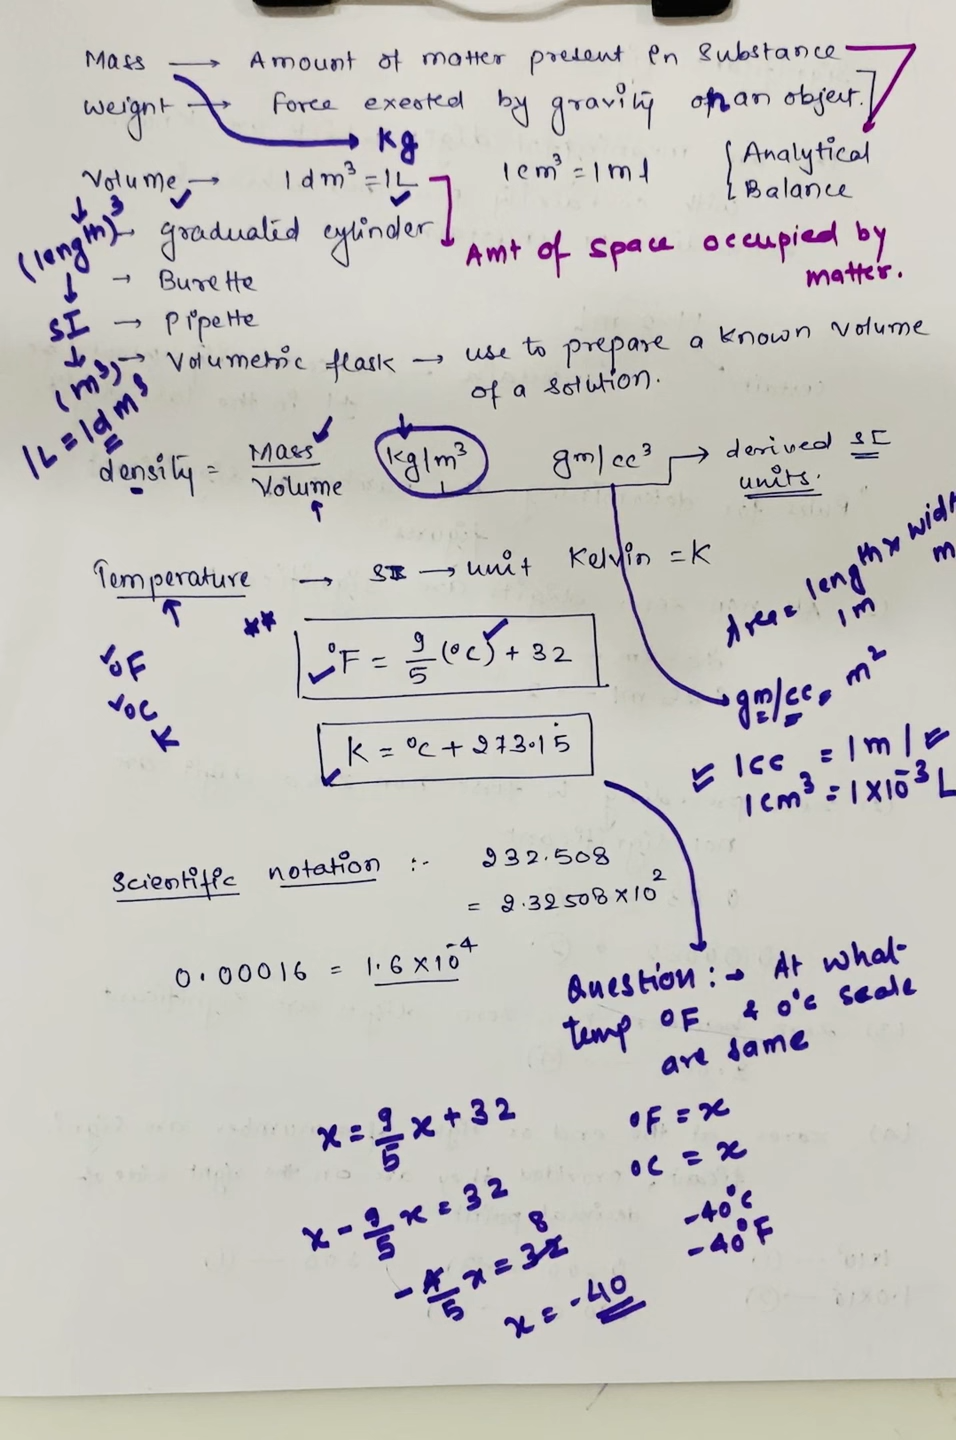 Mass → Amount of matter present in substance
weight → Force exerted by gravity on an object.
Kg
Volume → 1 dm³ = 1L 1 cm³ = 1 ml
Analytical
Balance
(length)³
→ graduated cylinder
Amt of space occupied by
matter.
→ Burette
SI → Pipette
(m³) → Volumetric flask → use to prepare a known volume
of a solution.
1L = 1dm³
density = Mass / Volume kg/m³ gm/cc³ → derived SI
units.
Temperature → SI → unit Kelvin = K
Area = length x width
1m m
m²
**
°F
°C
K
°F = 9/5 (°C) + 32
gm/cc
K = °C + 273.15
1cc = 1ml
1cm³ = 1×10⁻³ L
Scientific notation :- 232.508
= 2.32508 × 10²
0.00016 = 1.6 × 10⁻⁴
Question :→ At what
temp °F & 0°C scale
are same
x = 9/5 x + 32
°F = x
°C = x
x - 9/5 x = 32
-40°C
-40°F
-4/5 x = 32 8
x = -40